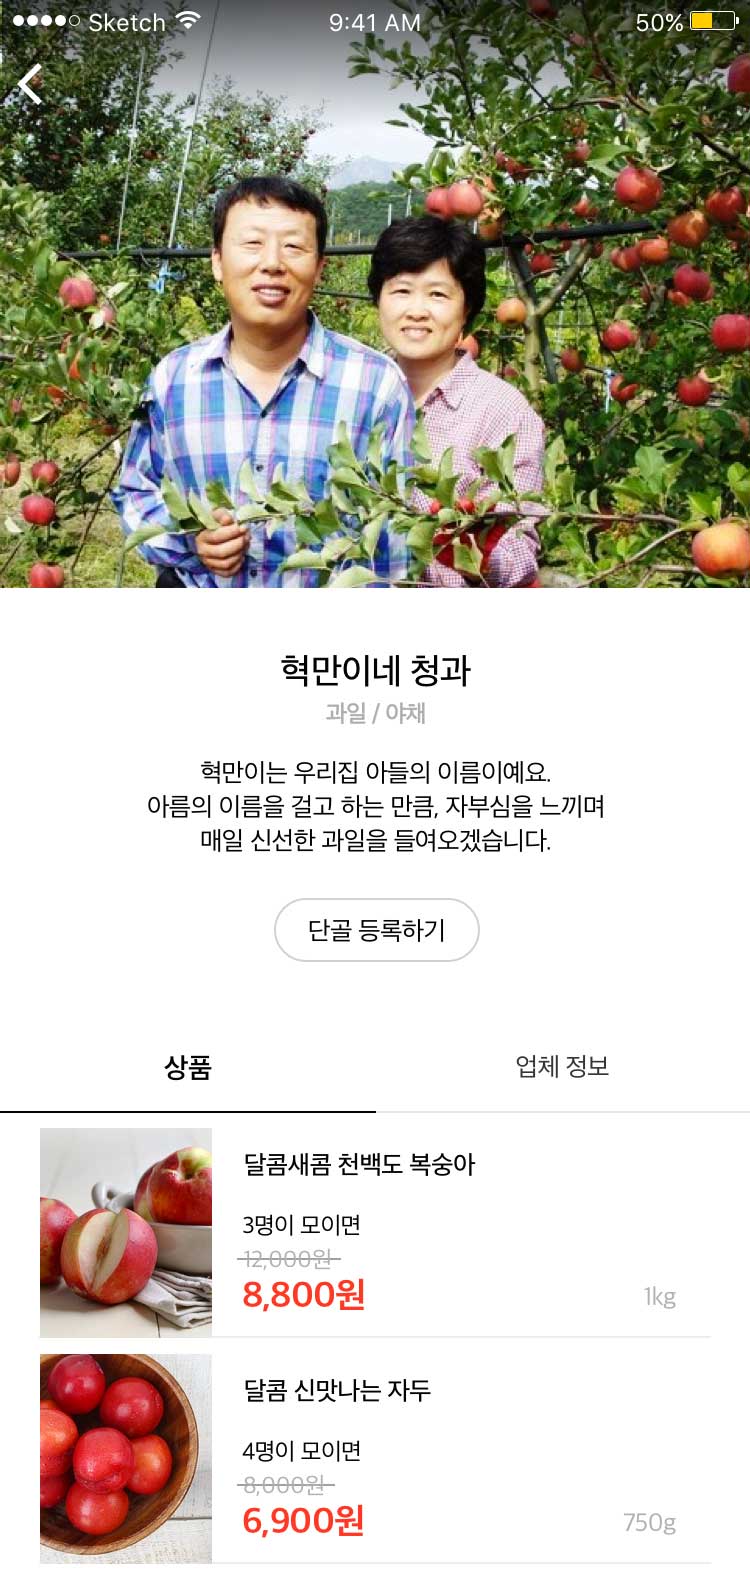 Sketch 9:41 AM 50%
혁만이네 청과
과일 / 야채
혁만이는 우리집 아들의 이름이예요.
아름의 이름을 걸고 하는 만큼, 자부심을 느끼며
매일 신선한 과일을 들여오겠습니다.
단골 등록하기
상품 업체 정보
달콤새콤 천백도 복숭아
3명이 모이면
12,000원
8,800원 1kg
달콤 신맛나는 자두
4명이 모이면
8,000원
6,900원 750g